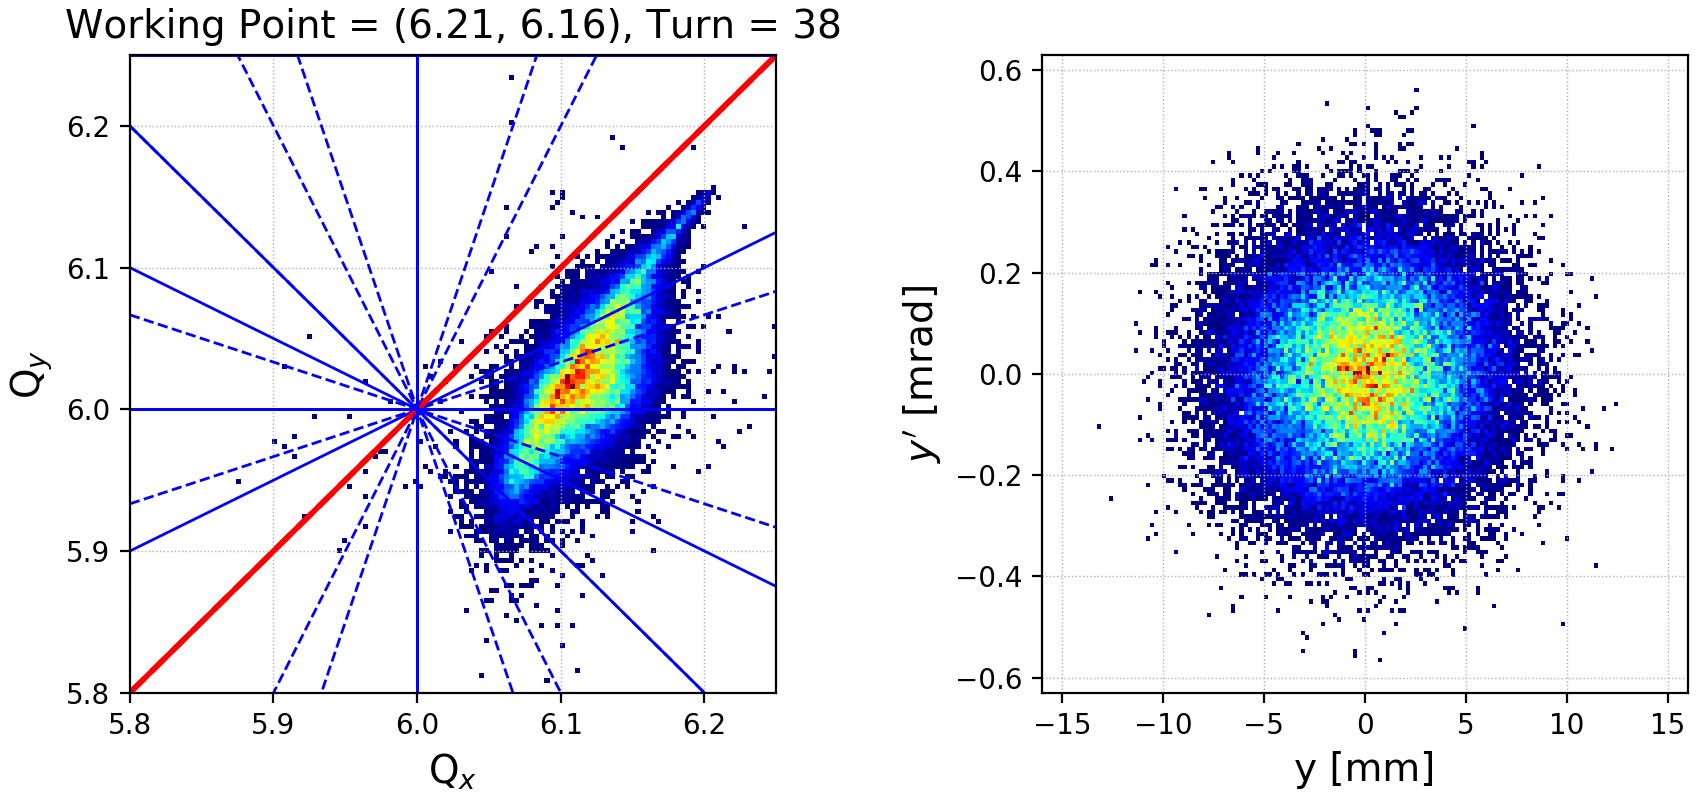 Working Point = (6.21, 6.16), Turn = 38
6.2
6.1
6.0
5.9
5.8
Qy
5.8 5.9 6.0 6.1 6.2
Qx
0.6
0.4
0.2
0.0
−0.2
−0.4
−0.6
y′ [mrad]
−15 −10 −5 0 5 10 15
y [mm]